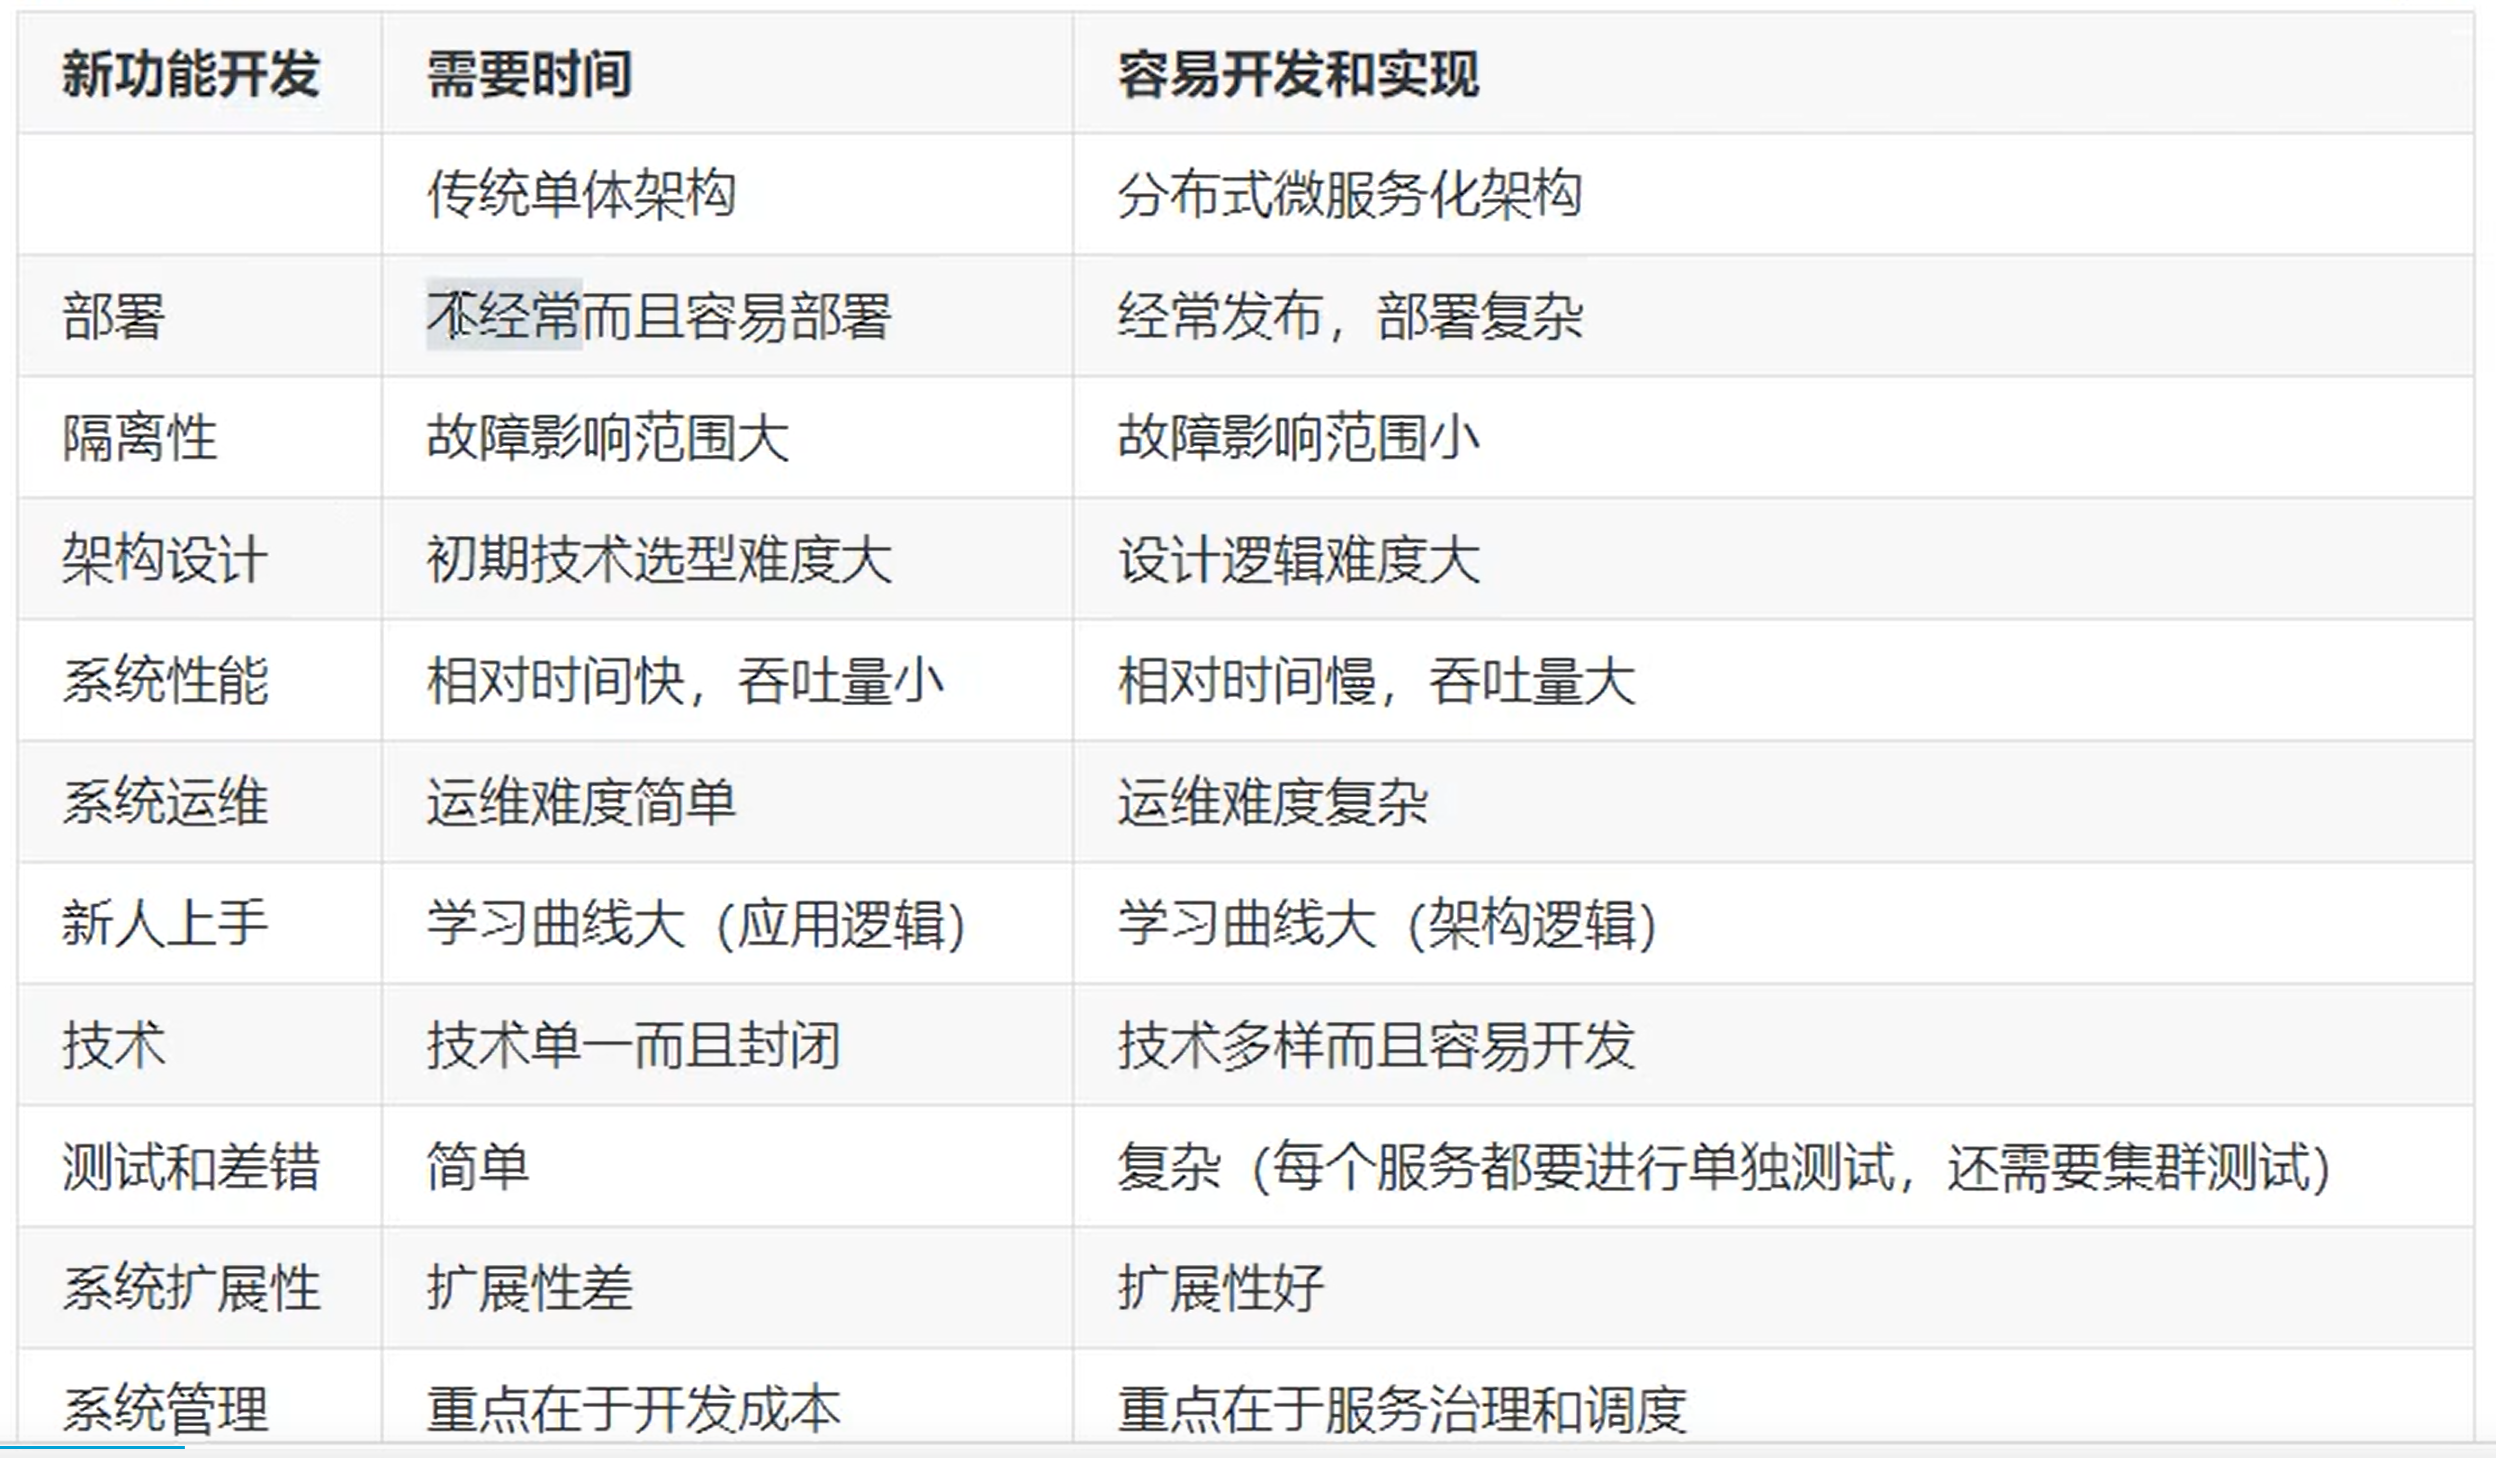 新功能开发 需要时间 容易开发和实现
传统单体架构 分布式微服务化架构
部署 不经常而且容易部署 经常发布，部署复杂
隔离性 故障影响范围大 故障影响范围小
架构设计 初期技术选型难度大 设计逻辑难度大
系统性能 相对时间快，吞吐量小 相对时间慢，吞吐量大
系统运维 运维难度简单 运维难度复杂
新人上手 学习曲线大（应用逻辑） 学习曲线大（架构逻辑）
技术 技术单一而且封闭 技术多样而且容易开发
测试和差错 简单 复杂（每个服务都要进行单独测试，还需要集群测试）
系统扩展性 扩展性差 扩展性好
系统管理 重点在于开发成本 重点在于服务治理和调度